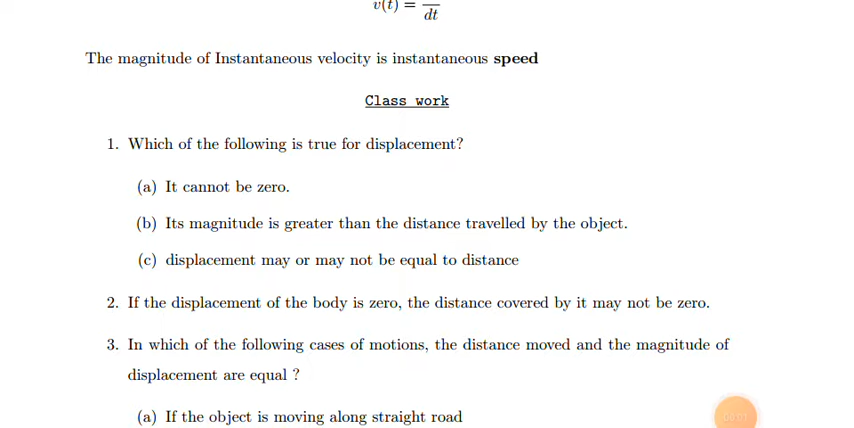 v(t) = —
dt
The magnitude of Instantaneous velocity is instantaneous speed
Class work
1. Which of the following is true for displacement?
(a) It cannot be zero.
(b) Its magnitude is greater than the distance travelled by the object.
(c) displacement may or may not be equal to distance
2. If the displacement of the body is zero, the distance covered by it may not be zero.
3. In which of the following cases of motions, the distance moved and the magnitude of
displacement are equal ?
(a) If the object is moving along straight road